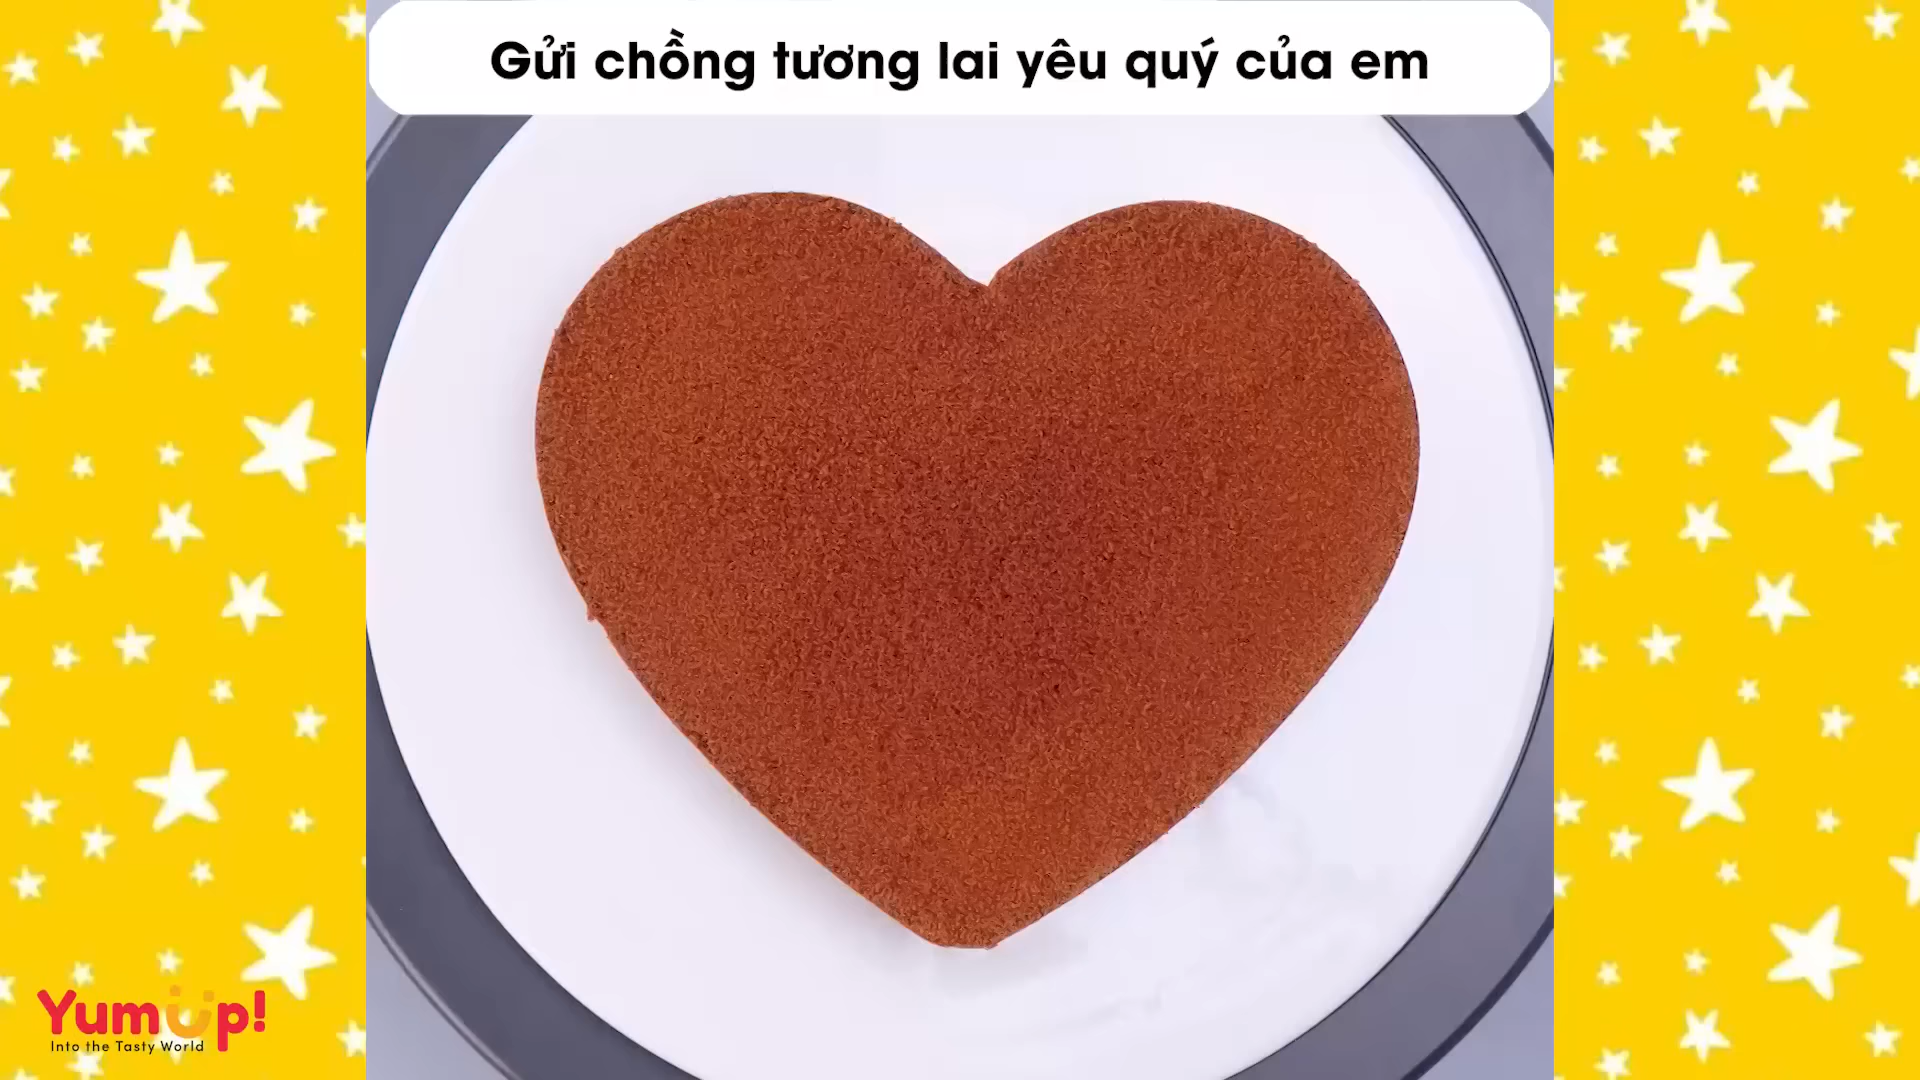 Gửi chồng tương lai yêu quý của em
YumUp!
Into the Tasty World